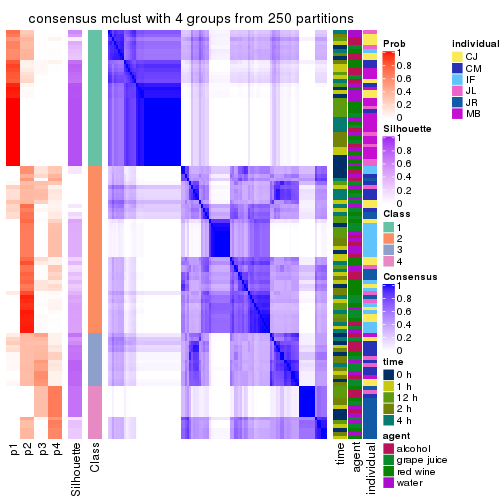 consensus mclust with 4 groups from 250 partitions
Prob
1
0.8
0.6
0.4
0.2
0
Silhouette
1
0.8
0.6
0.4
0.2
0
Class
1
2
3
4
Consensus
1
0.8
0.6
0.4
0.2
0
time
0 h
1 h
12 h
2 h
4 h
agent
alcohol
grape juice
red wine
water
Individual
CJ
CM
IF
JL
JR
MB
p1
p2
p3
p4
Silhouette
Class
time
agent
individual